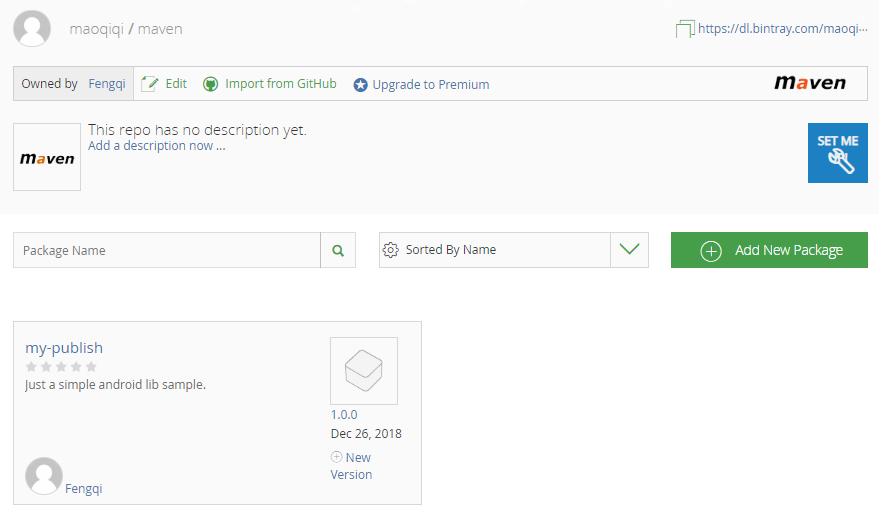 maoqiqi / maven
https://dl.bintray.com/maoqi···
Owned by Fengqi Edit Import from GitHub Upgrade to Premium maven
This repo has no description yet.
Add a description now ...
maven
SET ME
Package Name
Sorted By Name
Add New Package
my-publish
Just a simple android lib sample.
1.0.0
Dec 26, 2018
New
Version
Fengqi